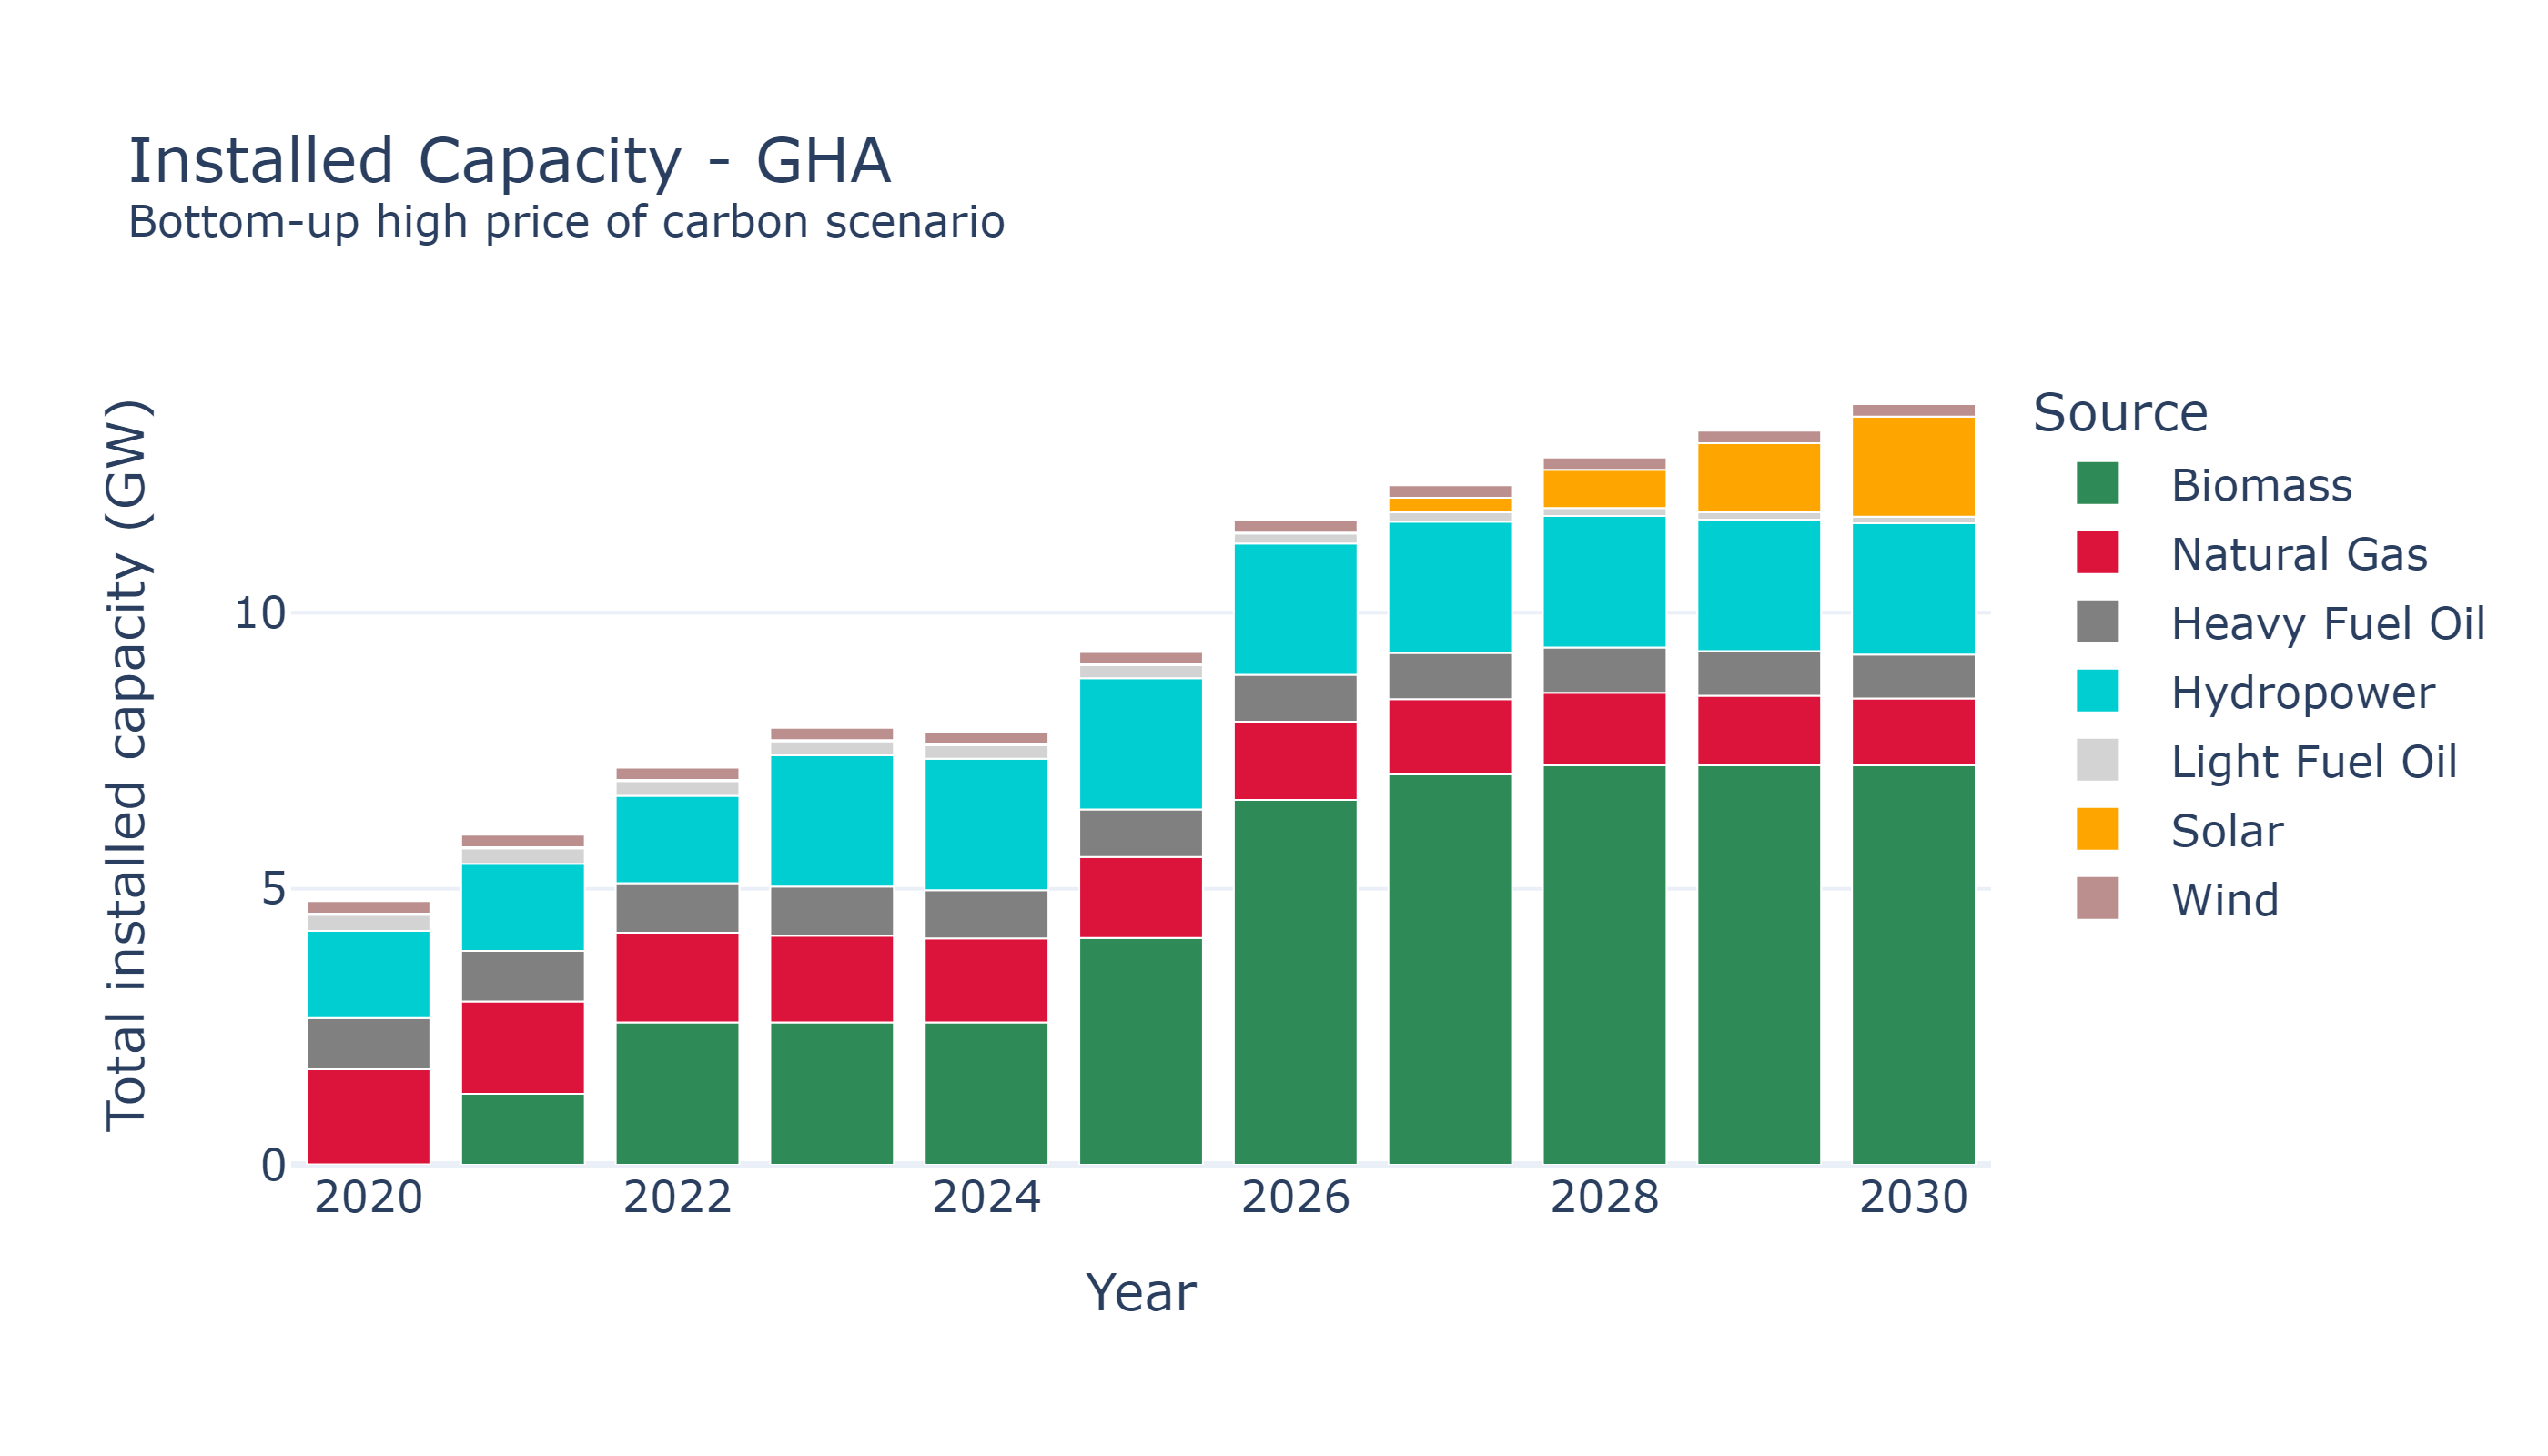 Installed Capacity - GHA
Bottom-up high price of carbon scenario
Total installed capacity (GW)
10
5
0
2020 2022 2024 2026 2028 2030
Year
Source
Biomass
Natural Gas
Heavy Fuel Oil
Hydropower
Light Fuel Oil
Solar
Wind